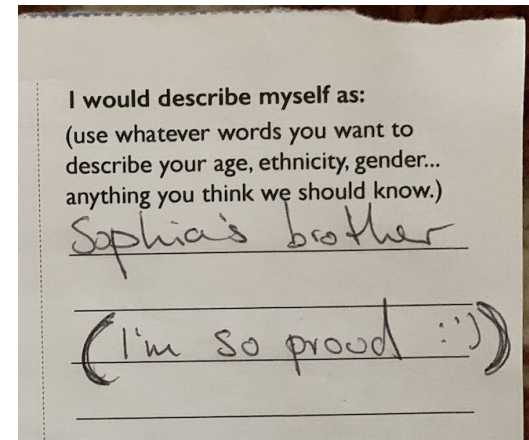 I would describe myself as:
(use whatever words you want to
describe your age, ethnicity, gender...
anything you think we should know.)
Sophia's brother
(I'm so proud :'))